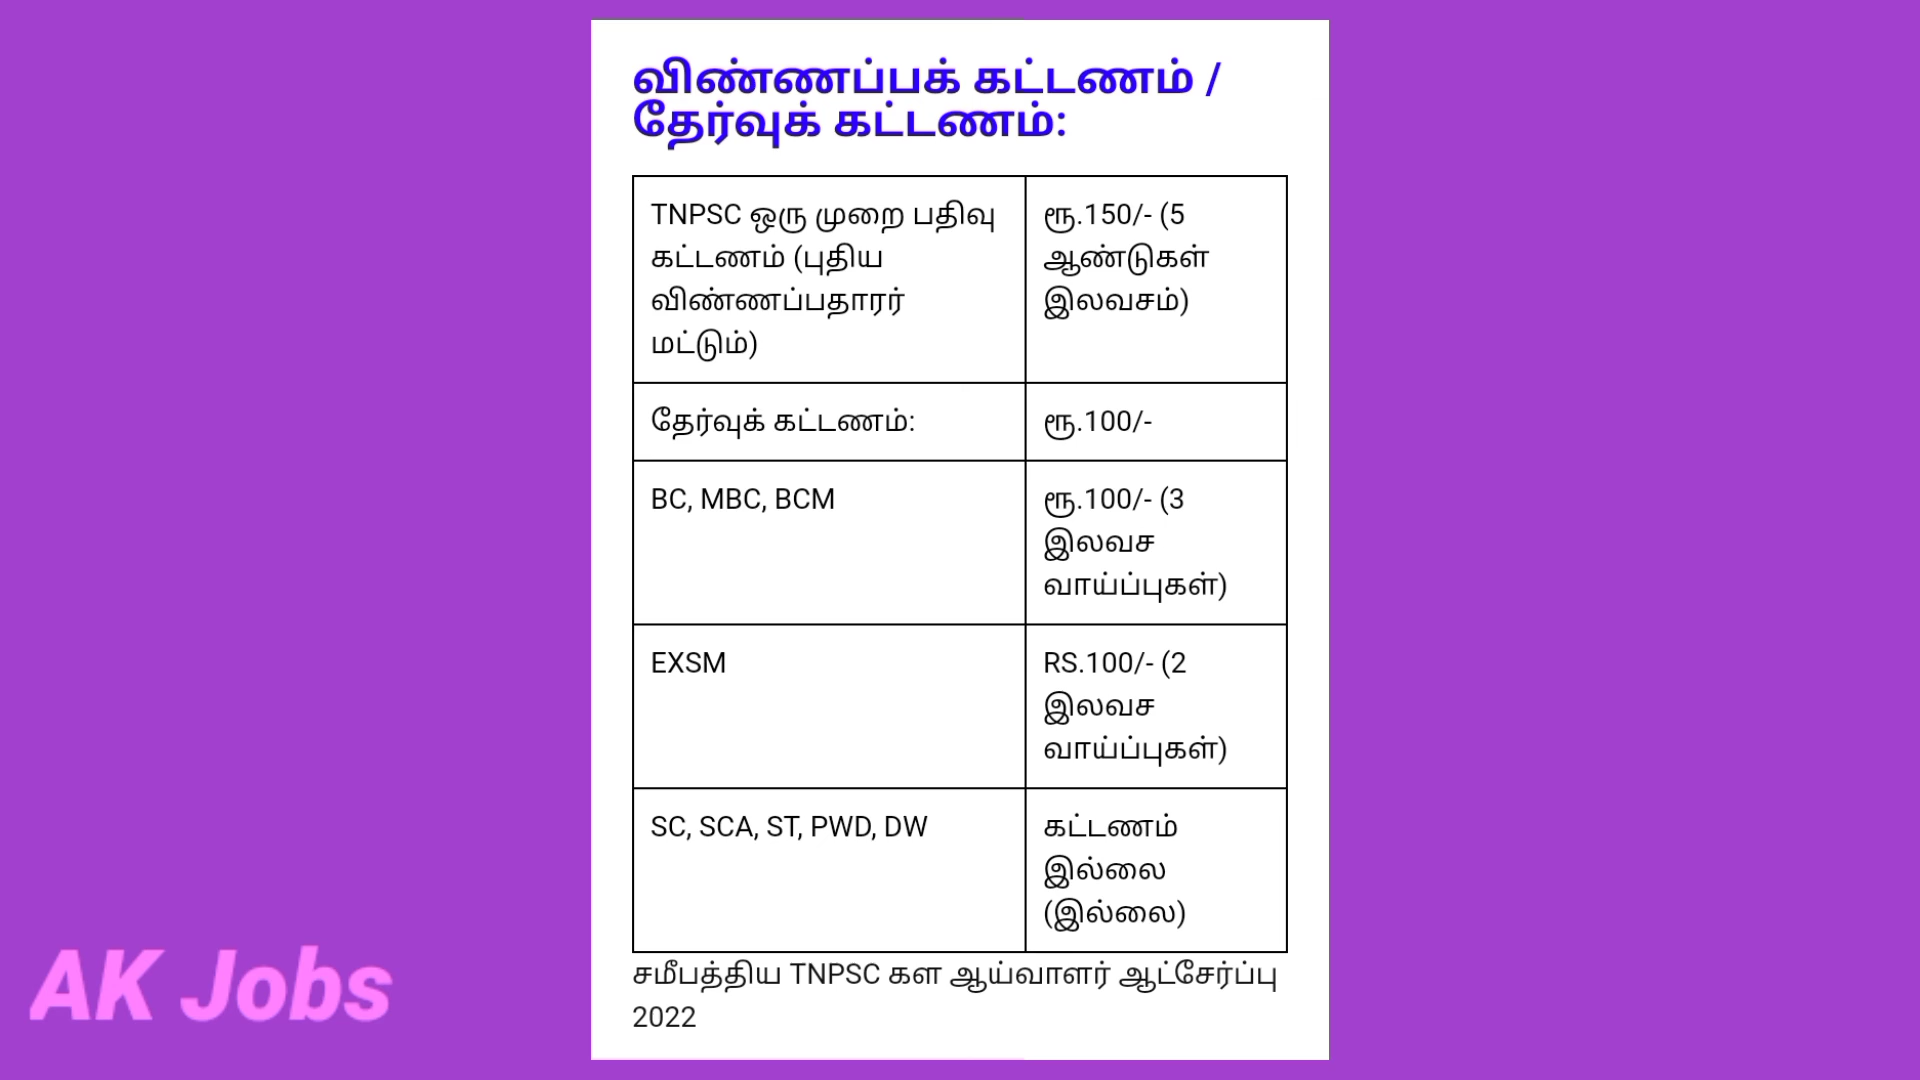 விண்ணப்பக் கட்டணம் /
தேர்வுக் கட்டணம்:
TNPSC ஒரு முறை பதிவு
கட்டணம் (புதிய
விண்ணப்பதாரர்
மட்டும்)
ரூ.150/- (5
ஆண்டுகள்
இலவசம்)
தேர்வுக் கட்டணம்:
ரூ.100/-
BC, MBC, BCM
ரூ.100/- (3
இலவச
வாய்ப்புகள்)
EXSM
RS.100/- (2
இலவச
வாய்ப்புகள்)
SC, SCA, ST, PWD, DW
கட்டணம்
இல்லை
(இல்லை)
சமீபத்திய TNPSC கள ஆய்வாளர் ஆட்சேர்ப்பு
2022
AK Jobs